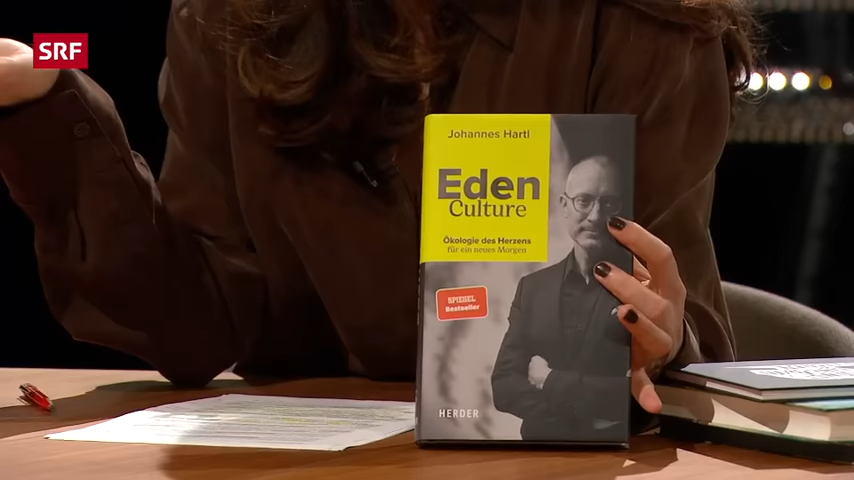 SRF
Johannes Hartl
Eden
Culture
Ökologie des Herzens
für ein neues Morgen
SPIEGEL
Bestseller
HERDER